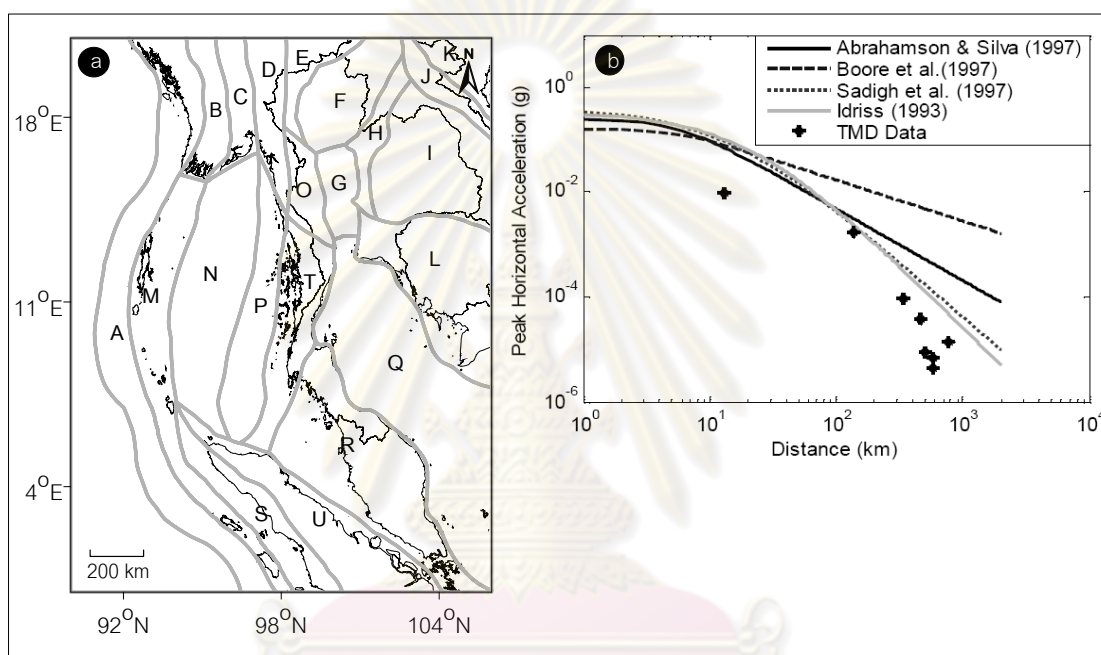 a
N
K
E
D
J
C
B
F
18°E
H
I
G
O
L
N
T
M
P
11°E
A
Q
R
4°E
S
U
200 km
92°N
98°N
104°N
b
Abrahamson & Silva (1997)
Boore et al.(1997)
Sadigh et al. (1997)
Idriss (1993)
TMD Data
Peak Horizontal Acceleration (g)
10⁰
10⁻²
10⁻⁴
10⁻⁶
10⁰
10¹
10²
10³
10⁴
Distance (km)